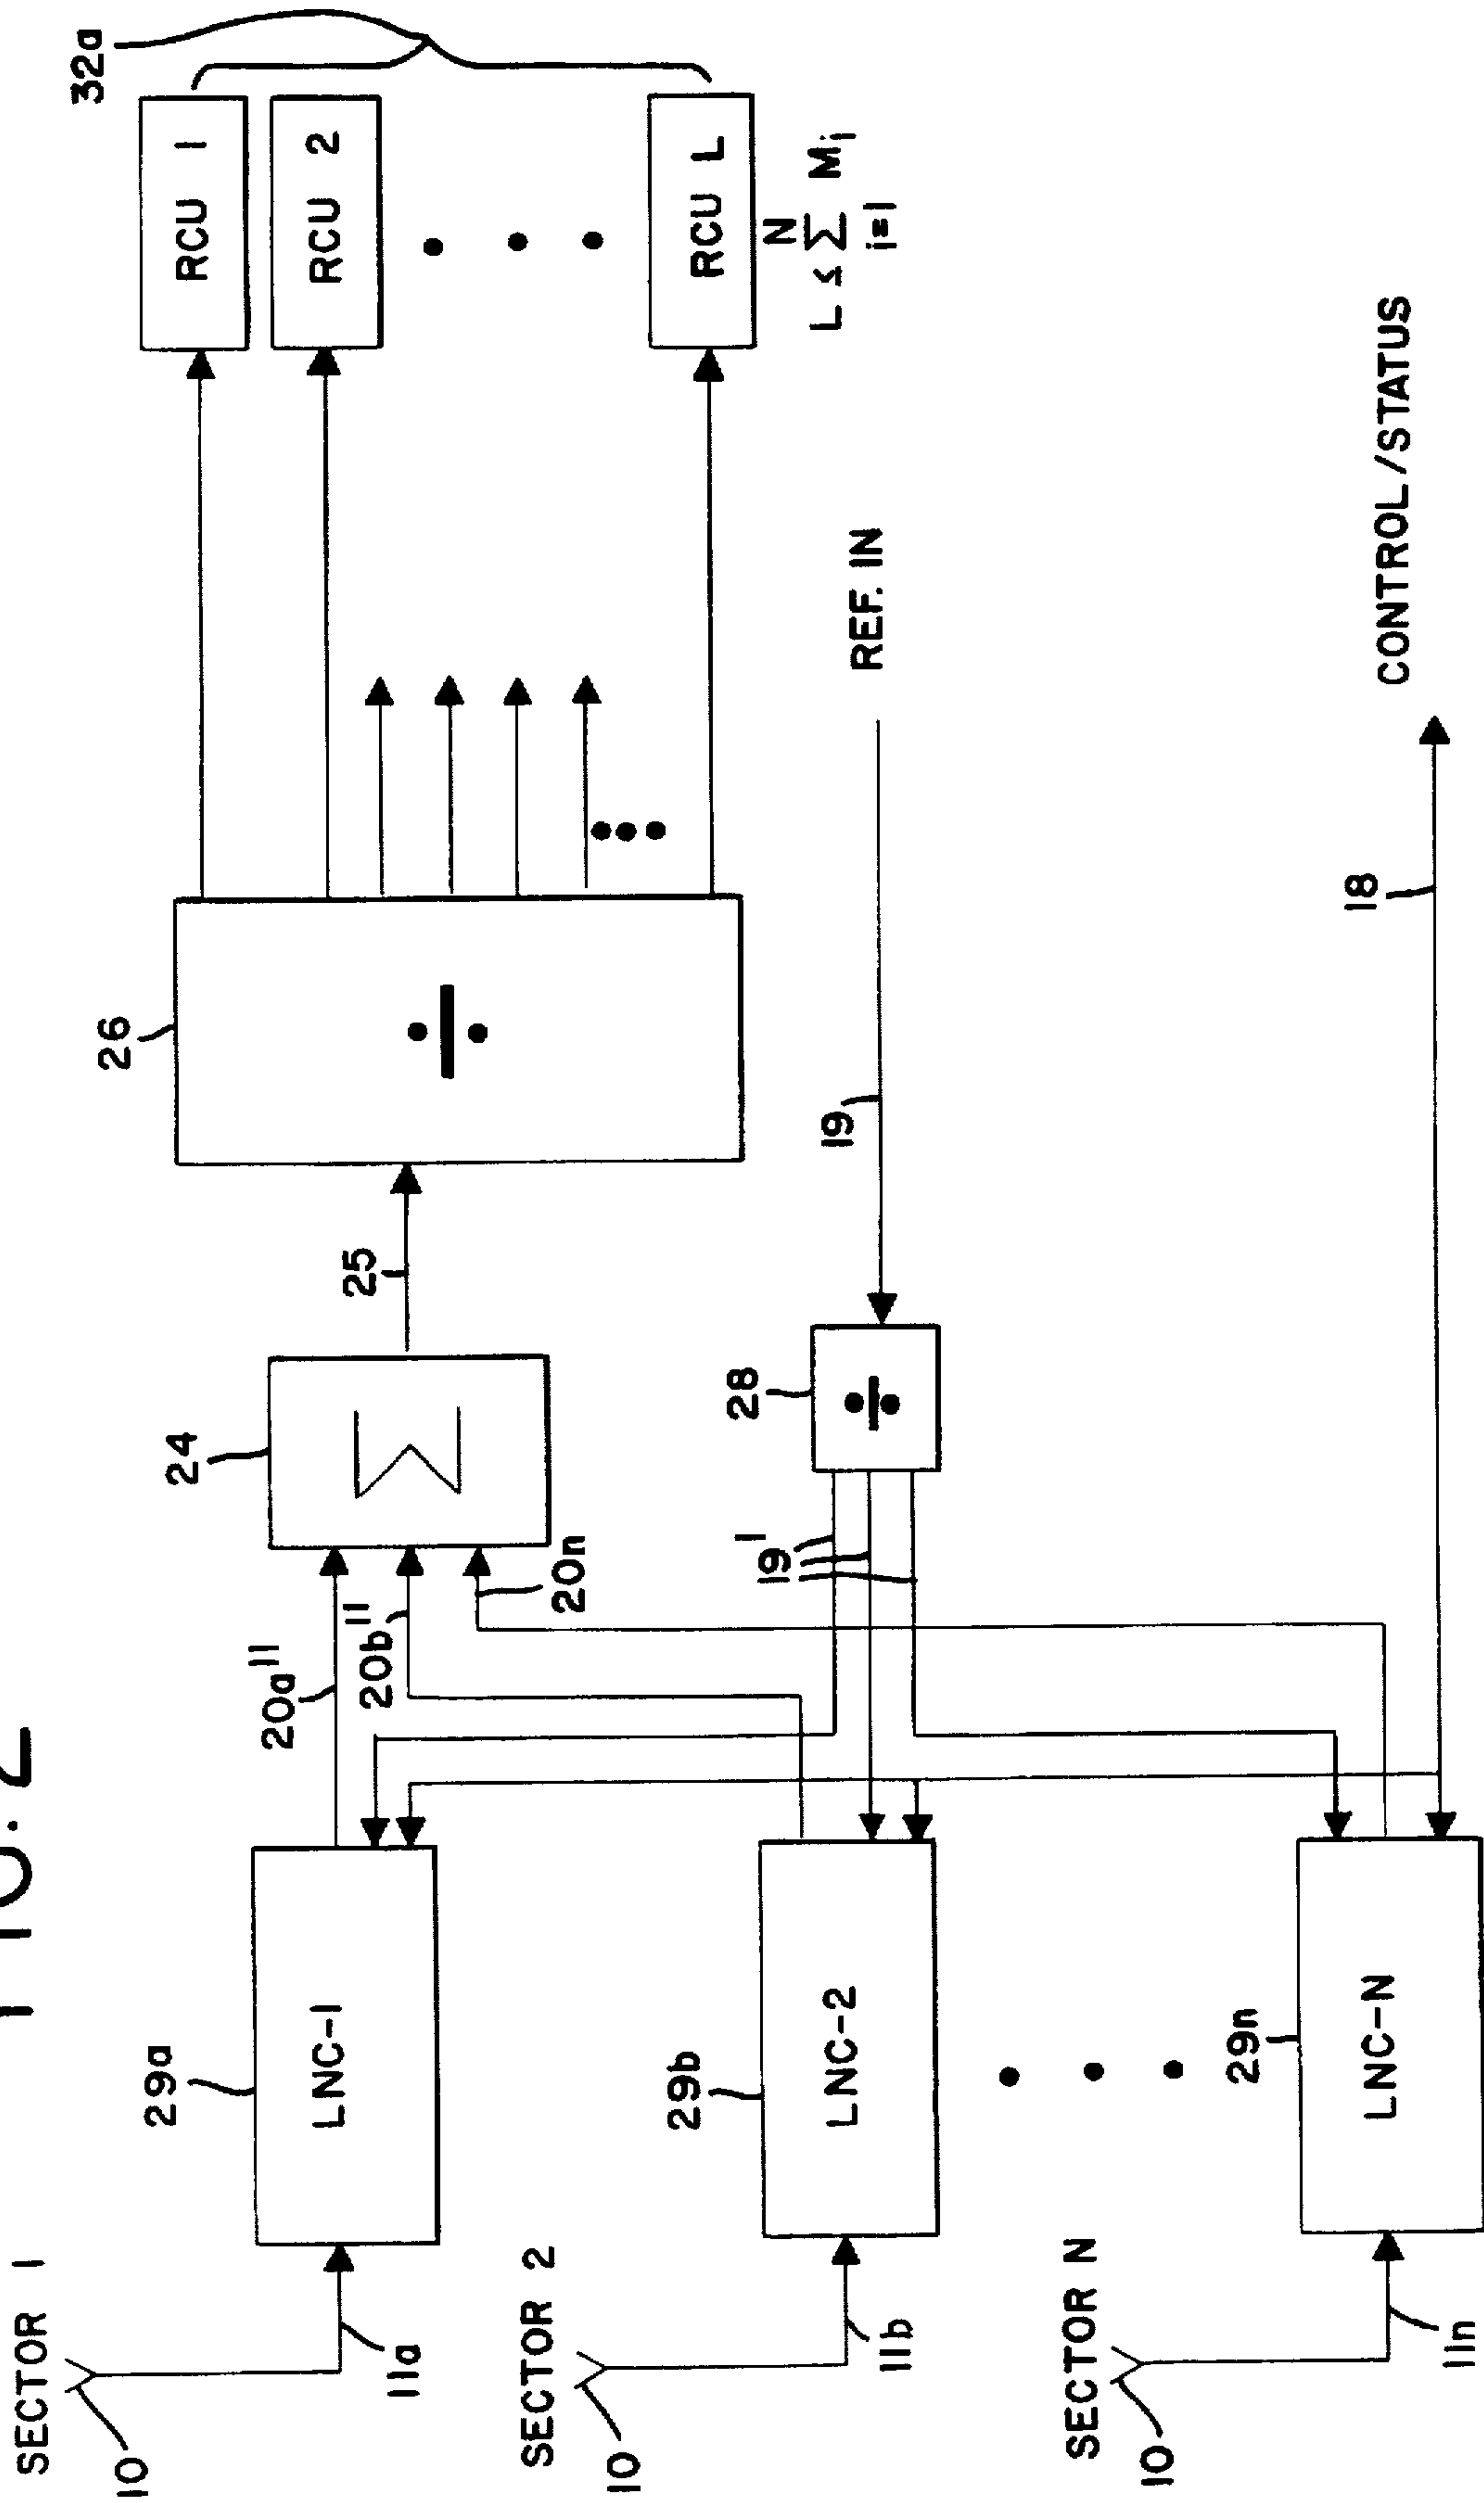 FIG. 2
SECTOR 1
10
29a
LNC-1
11a
20a"
20b"
20n
24
Σ
25
26
÷
32a
RCU 1
RCU 2
RCU L
L ≤ N Σ i=1 Mi
SECTOR 2
10
29b
LNC-2
11b
19'
28
÷
19
REF. IN
SECTOR N
10
29n
LNC-N
11n
18
CONTROL/STATUS